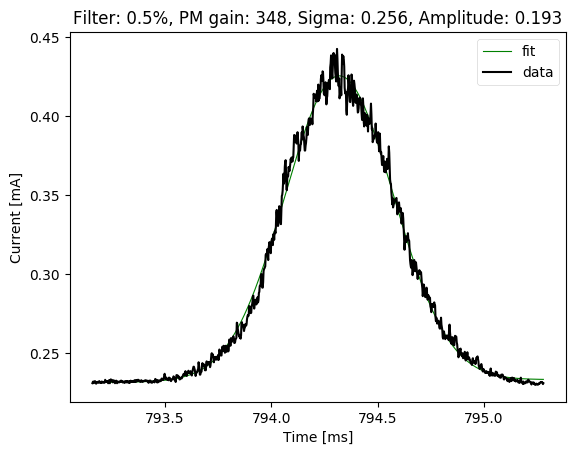 Filter: 0.5%, PM gain: 348, Sigma: 0.256, Amplitude: 0.193
fit
data
Current [mA]
0.45
0.40
0.35
0.30
0.25
793.5 794.0 794.5 795.0
Time [ms]